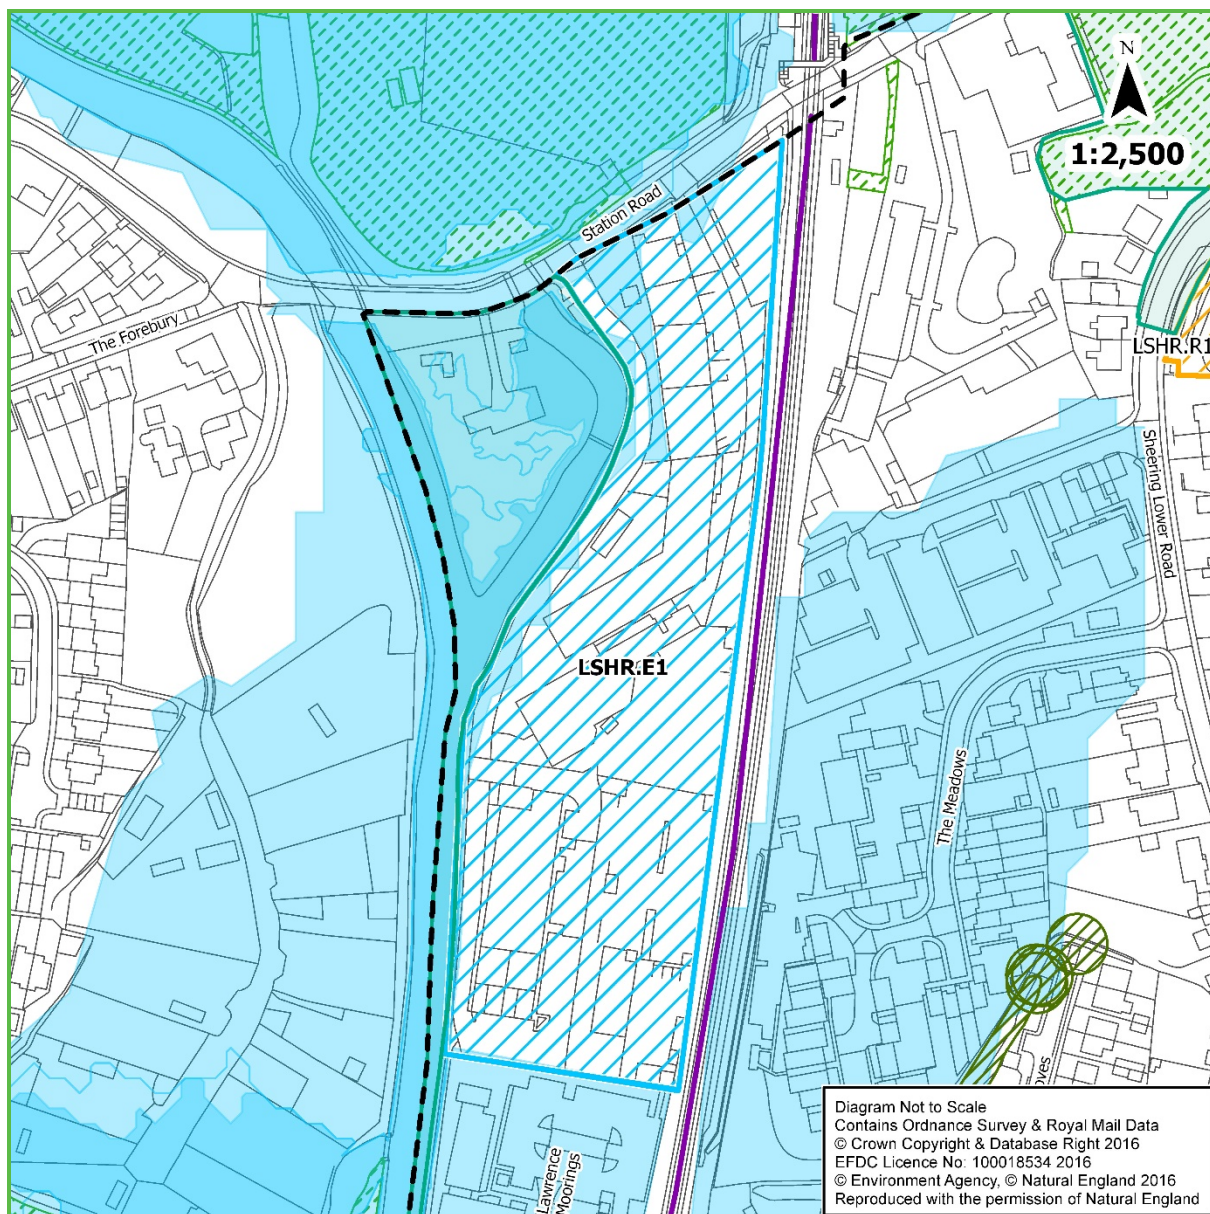 N
1:2,500
Station Road
The Forebury
LSHR.R1
Sheering Lower Road
LSHR.E1
The Meadows
oves
Lawrence
Moorings
Diagram Not to Scale
Contains Ordnance Survey & Royal Mail Data
© Crown Copyright & Database Right 2016
EFDC Licence No: 100018534 2016
© Environment Agency, © Natural England 2016
Reproduced with the permission of Natural England